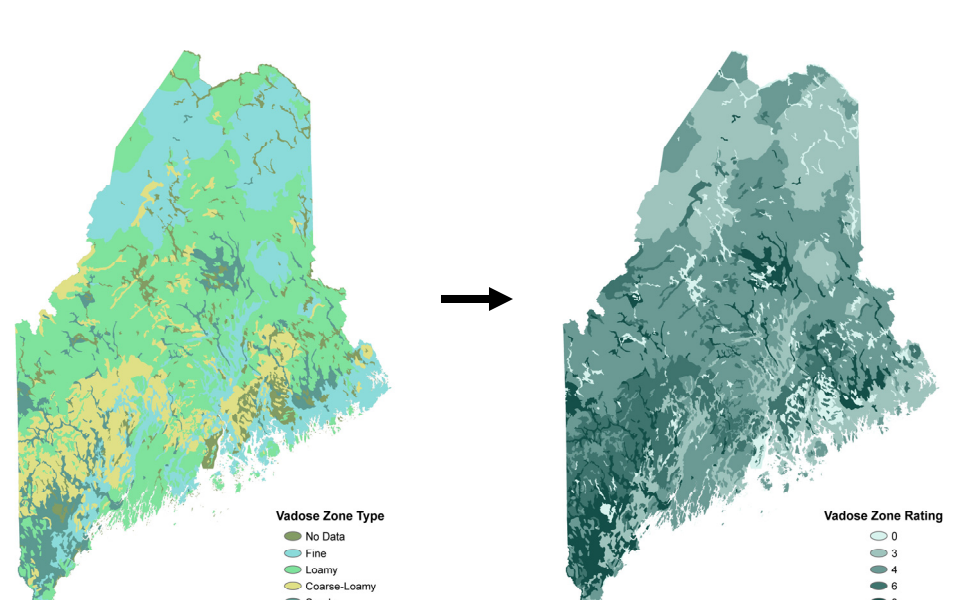 Vadose Zone Type
No Data
Fine
Loamy
Coarse-Loamy
Vadose Zone Rating
0
3
4
6